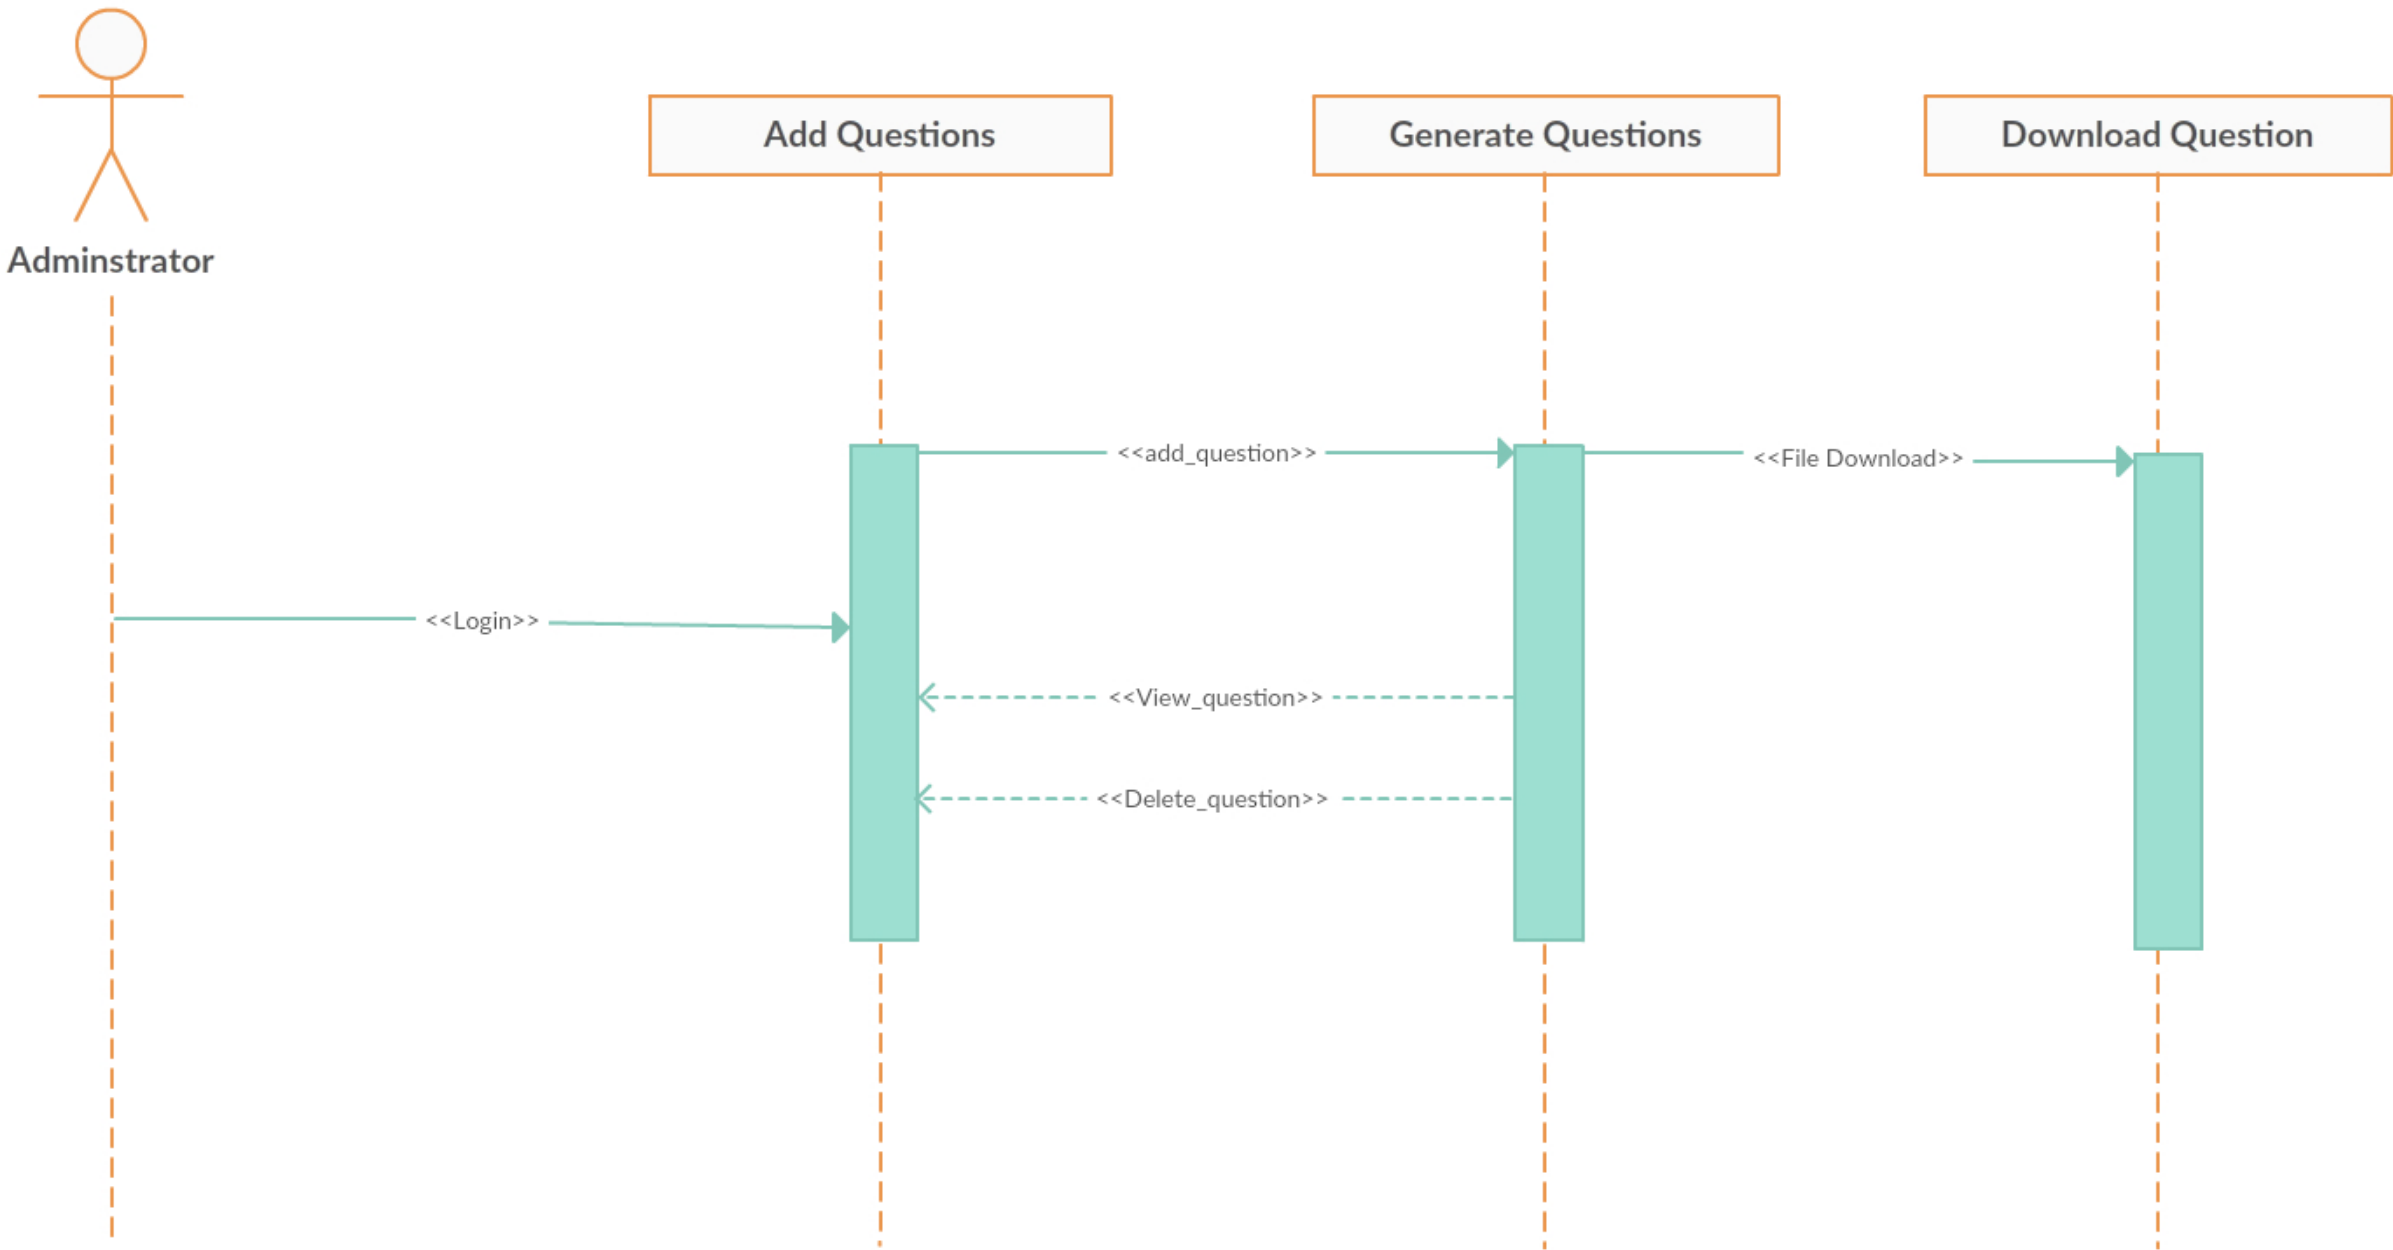 Adminstrator
Add Questions
Generate Questions
Download Question
<<add_question>>
<<File Download>>
<<Login>>
<<View_question>>
<<Delete_question>>